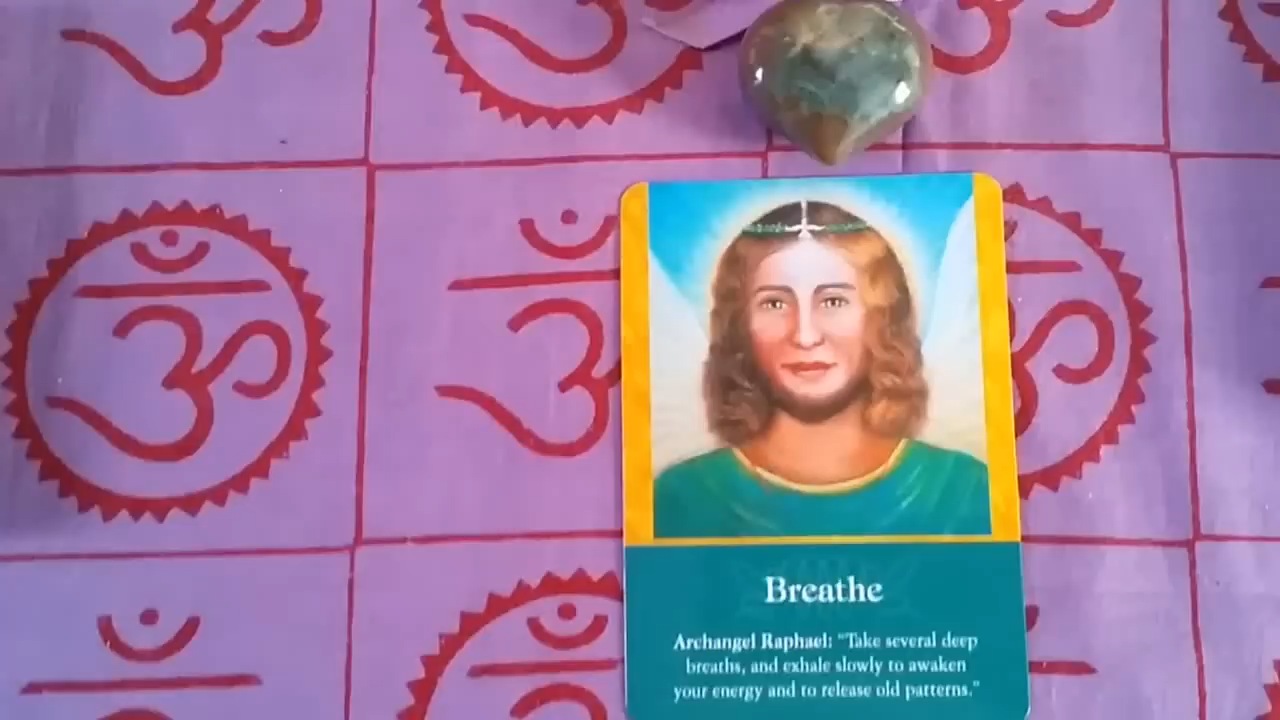 ॐ ॐ ॐ
ॐ ॐ ॐ
Breathe
Archangel Raphael: “Take several deep
breaths, and exhale slowly to awaken
your energy and to release old patterns.”
ॐ ॐ